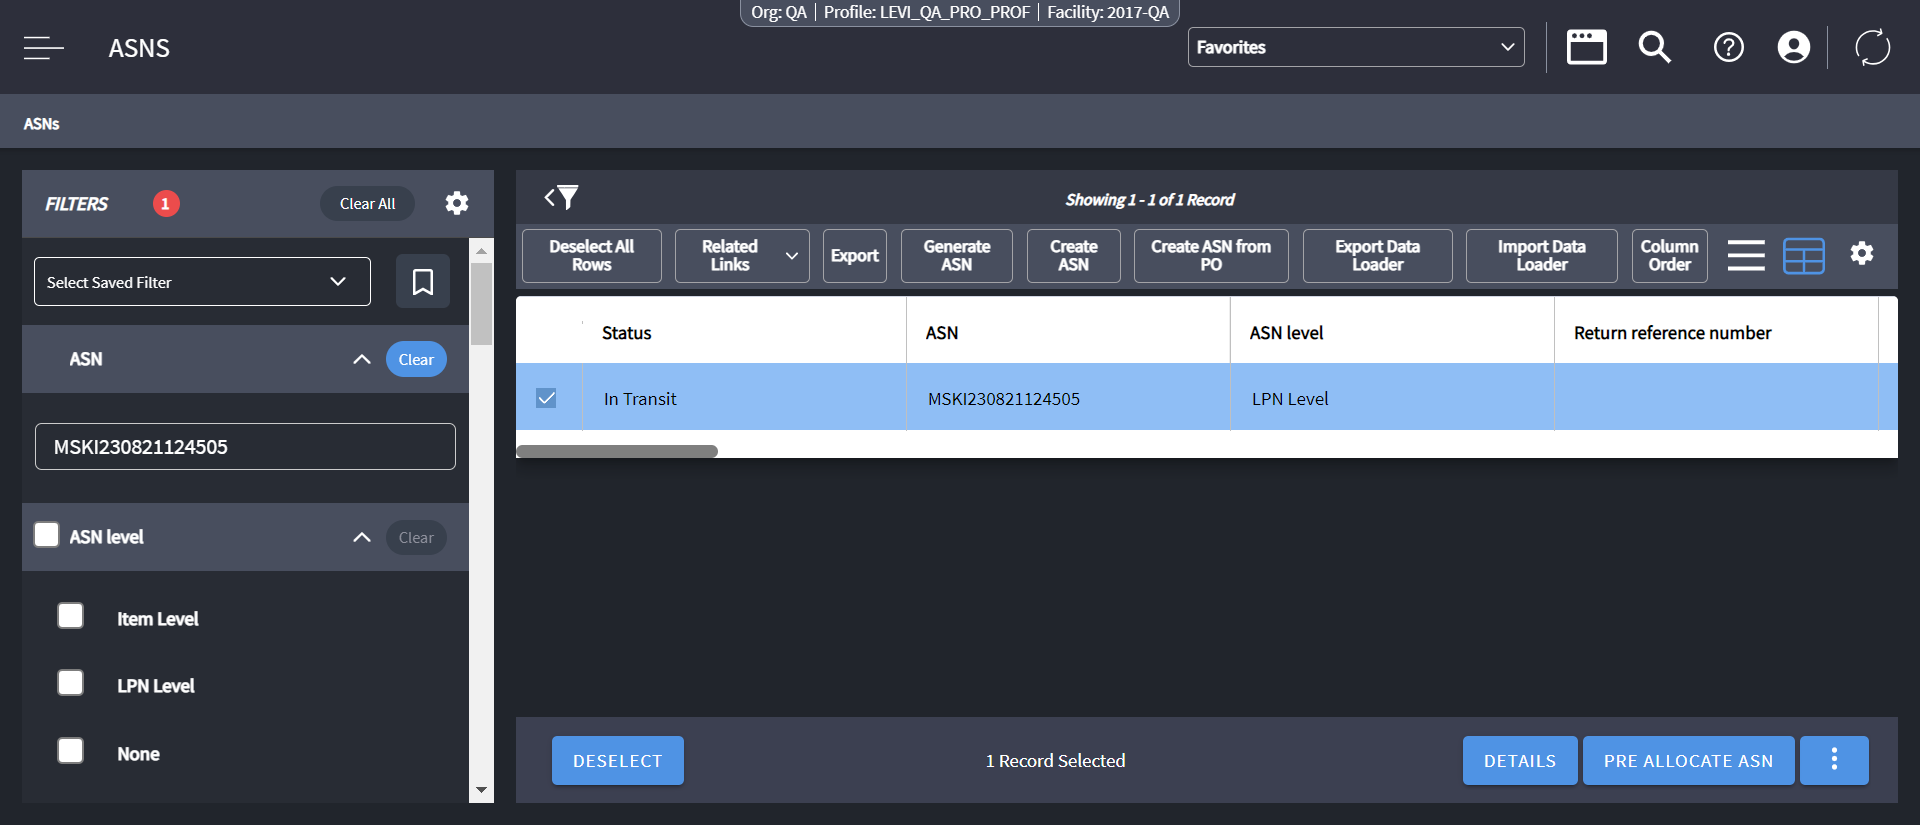 Org: QA | Profile: LEVI_QA_PRO_PROF | Facility: 2017-QA
ASNS
Favorites
ASNs
FILTERS 1 Clear All
Select Saved Filter
ASN Clear
MSKI230821124505
ASN level Clear
Item Level
LPN Level
None
Showing 1 - 1 of 1 Record
Deselect All
Rows
Related
Links
Export
Generate
ASN
Create
ASN
Create ASN from
PO
Export Data
Loader
Import Data
Loader
Column
Order
Status ASN ASN level Return reference number
In Transit MSKI230821124505 LPN Level
DESELECT 1 Record Selected DETAILS PRE ALLOCATE ASN